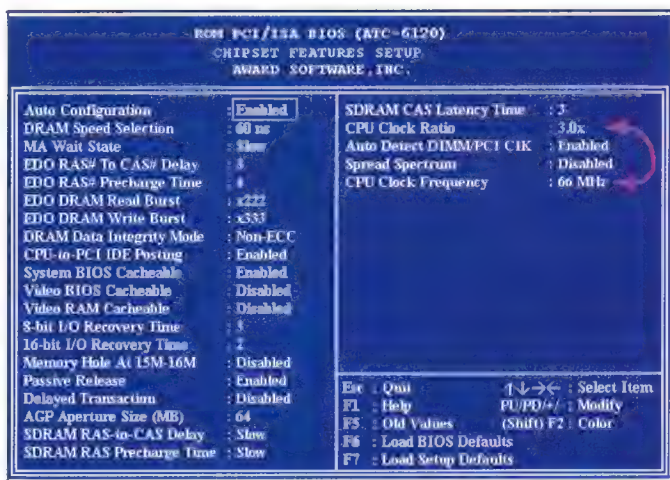 ROM PCI/ISA BIOS (ATC-6120)
CHIPSET FEATURES SETUP
AWARD SOFTWARE, INC.
Auto Configuration : Enabled
DRAM Speed Selection : 60 ns
MA Wait State : Slow
EDO RAS# To CAS# Delay : 3
EDO RAS# Precharge Time :
EDO DRAM Read Burst : x222
EDO DRAM Write Burst : x333
DRAM Data Integrity Mode : Non-ECC
CPU-to-PCI IDE Posting : Enabled
System BIOS Cacheable : Enabled
Video BIOS Cacheable : Disabled
Video RAM Cacheable : Disabled
8-bit I/O Recovery Time : 3
16-bit I/O Recovery Time : 2
Memory Hole At 15M-16M : Disabled
Passive Release : Enabled
Delayed Transaction : Disabled
AGP Aperture Size (MB) : 64
SDRAM RAS-in-CAS Delay : Slow
SDRAM RAS Precharge Time : Slow
SDRAM CAS Latency Time : 3
CPU Clock Ratio : 3.0x
Auto Detect DIMM/PCI ClK : Enabled
Spread Spectrum : Disabled
CPU Clock Frequency : 66 MHz
Esc : Quit ↑↓→← : Select Item
F1 : Help PU/PD/+/- : Modify
F5 : Old Values (Shift) F2 : Color
F6 : Load BIOS Defaults
F7 : Load Setup Defaults